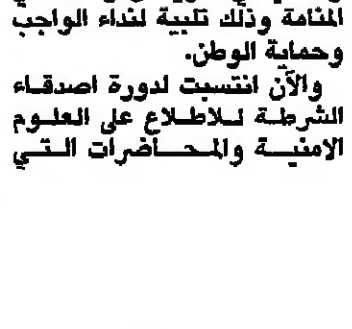 المنامة وذلك تلبية لنداء الواجب
وحماية الوطن.
والآن انتسبت لدورة اصدقاء
الشرطة للاطلاع على العلوم
الامنية والمحاضرات التي